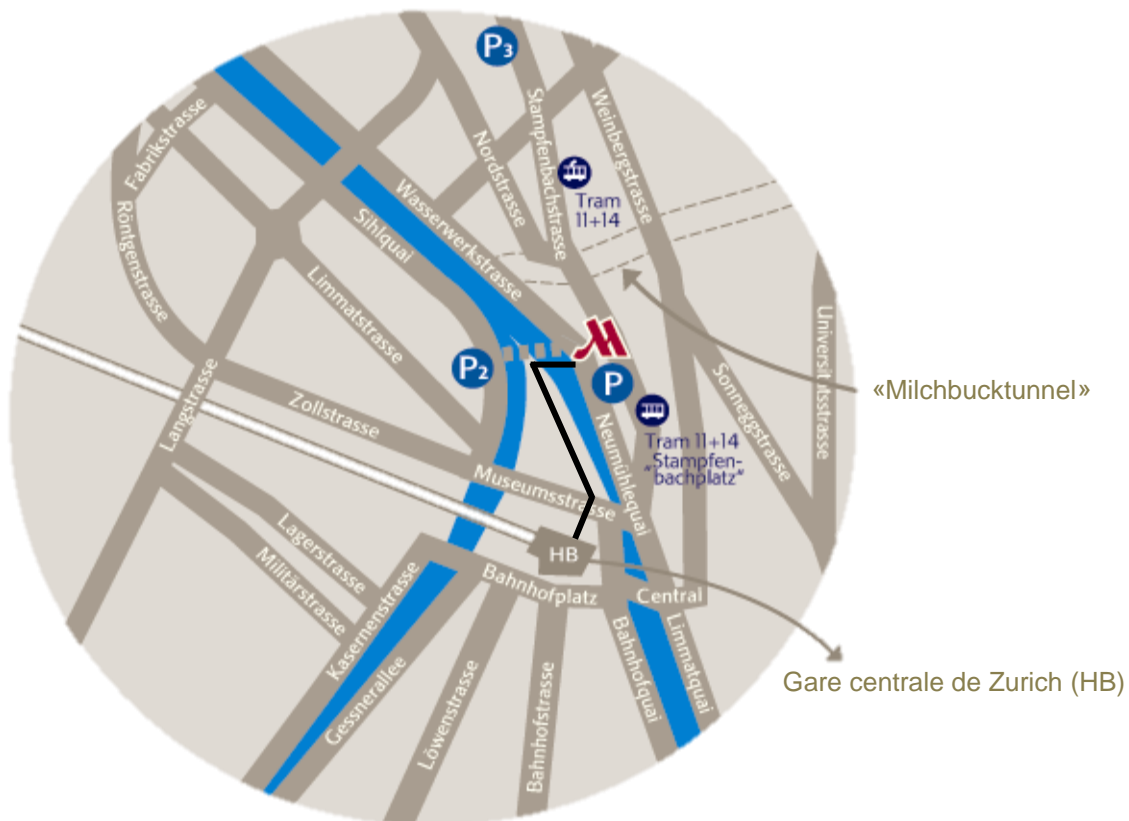 P3
Stampfenbachstrasse
Weinbergstrasse
Nordstrasse
Fabrikstrasse
Röntgenstrasse
Wasserwerkstrasse
Sihlquai
Tram
11+14
Limmatstrasse
Universitätsstrasse
P2
P
«Milchbucktunnel»
Langstrasse
Zollstrasse
Sonneggstrasse
Neumühlequai
Tram 11+14
"Stampfen-
bachplatz"
Museumsstrasse
Lagerstrasse
Militärstrasse
HB
Kasernenstrasse
Bahnhofplatz
Central
Gessnerallee
Löwenstrasse
Bahnhofstrasse
Bahnhofquai
Limmatquai
Gare centrale de Zurich (HB)